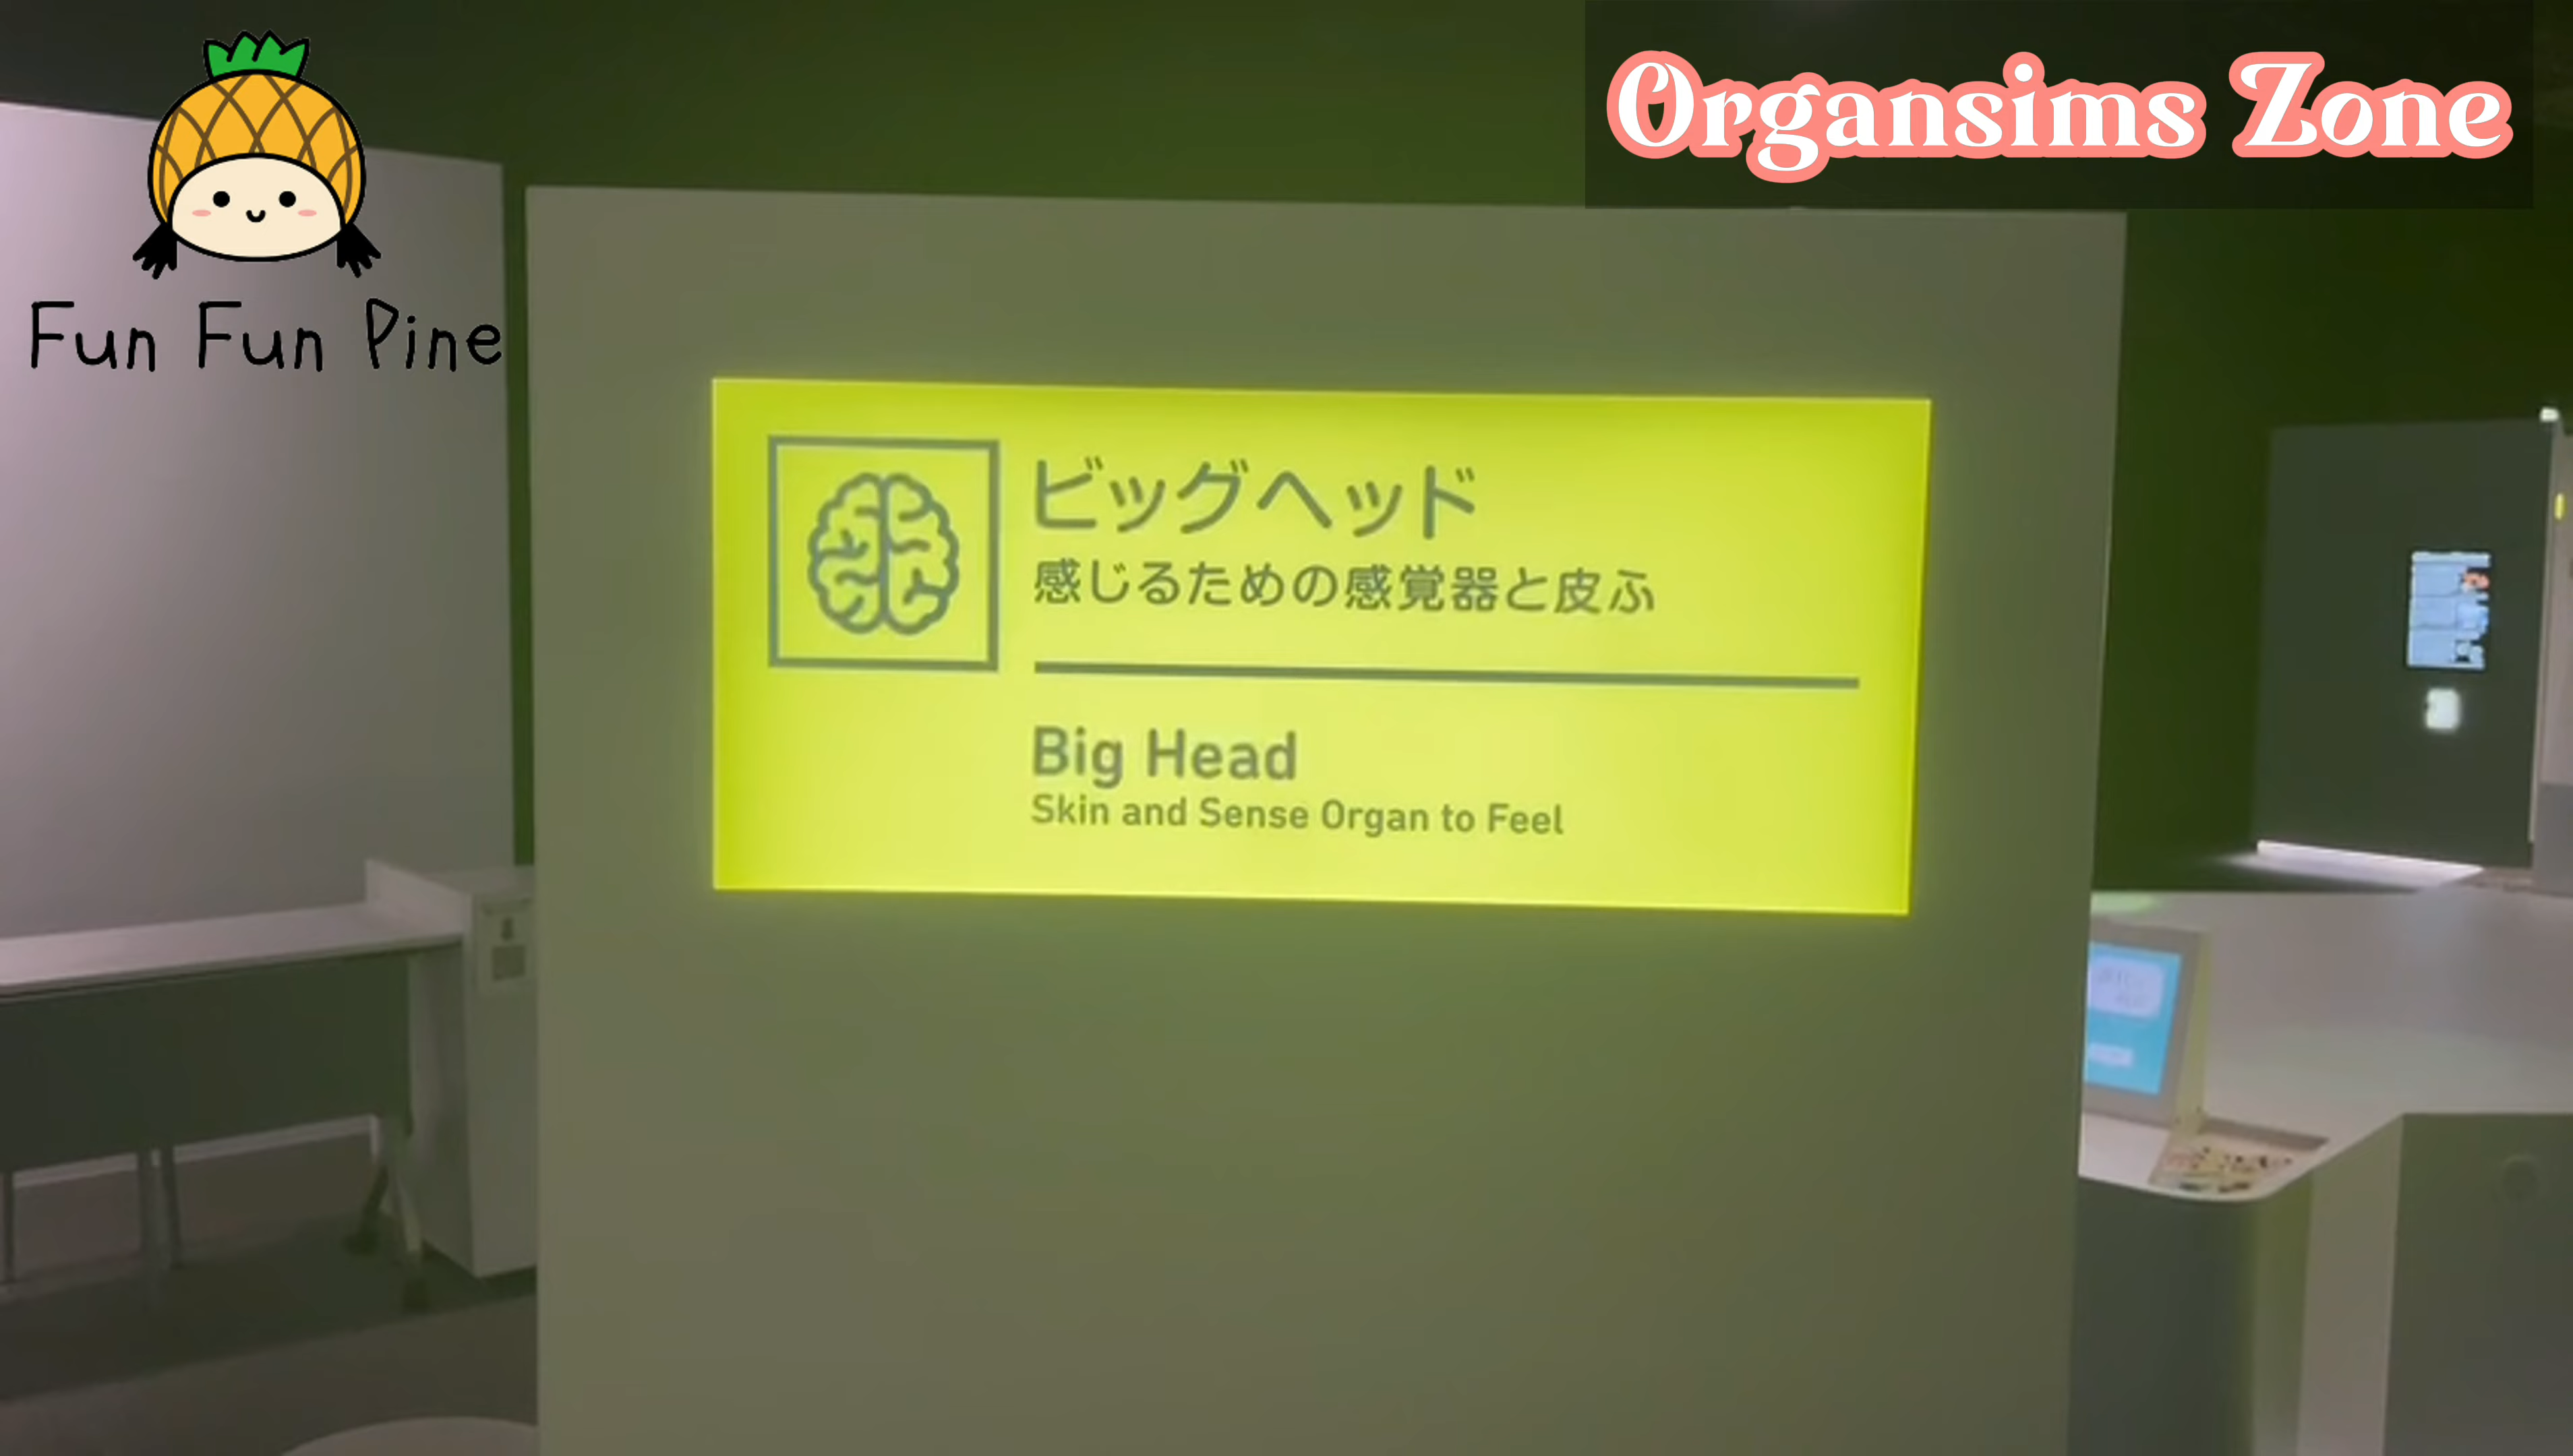 Organsims Zone
Fun Fun Pine
ビッグヘッド
感じるための感覚器と皮ふ
Big Head
Skin and Sense Organ to Feel